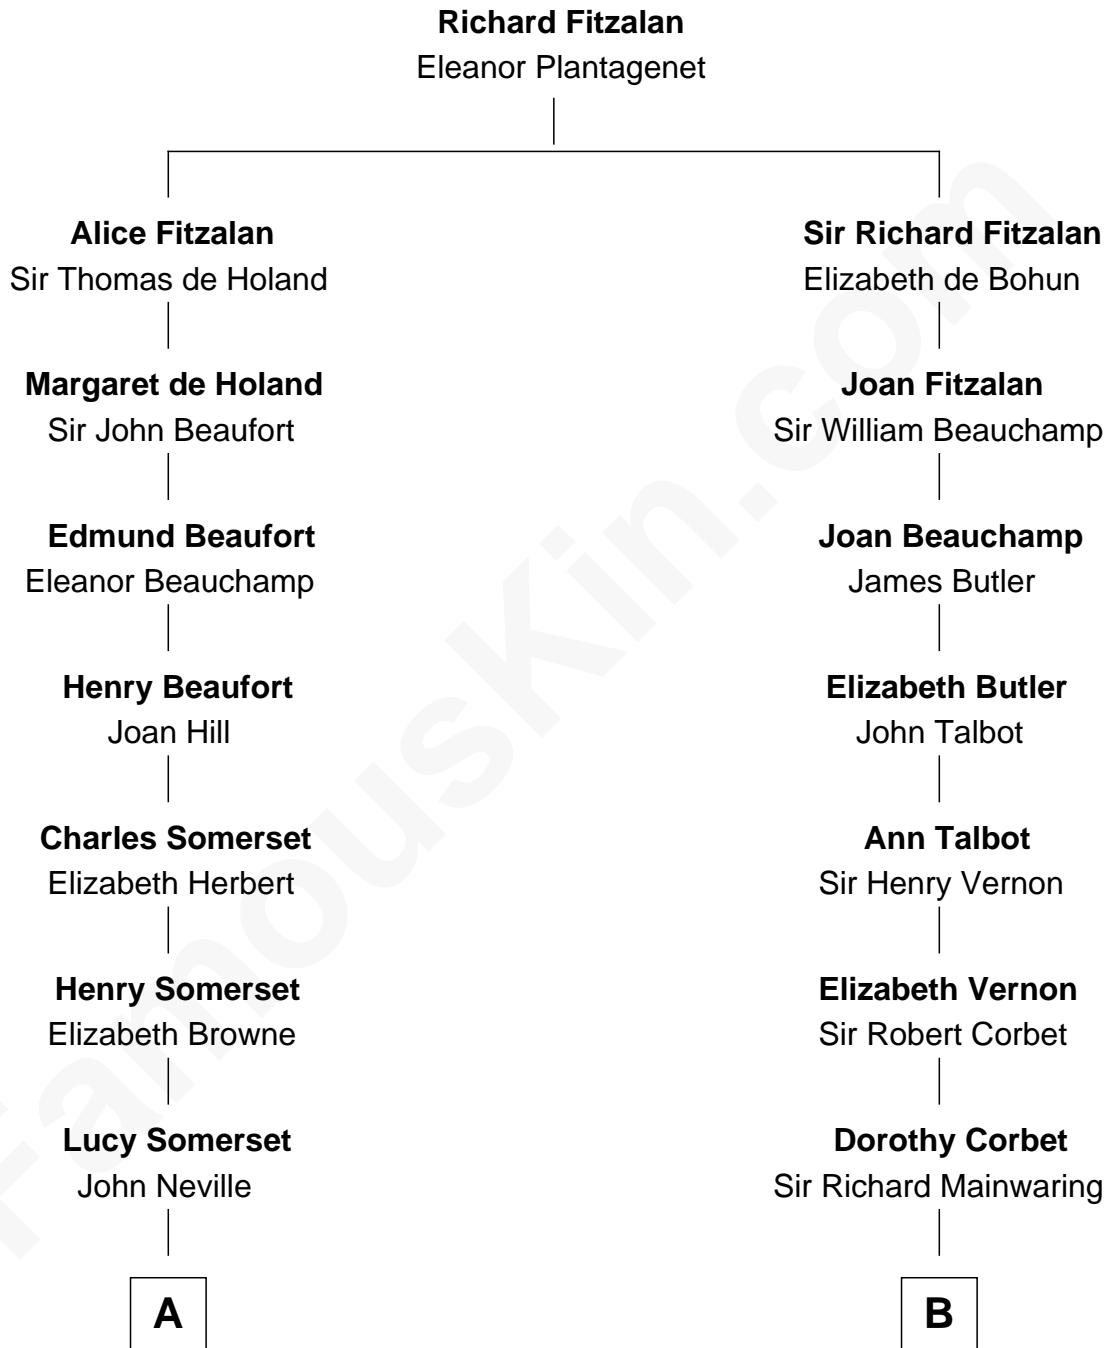 Richard Fitzalan
Eleanor Plantagenet
Alice Fitzalan
Sir Thomas de Holand
Sir Richard Fitzalan
Elizabeth de Bohun
Margaret de Holand
Sir John Beaufort
Joan Fitzalan
Sir William Beauchamp
Edmund Beaufort
Eleanor Beauchamp
Joan Beauchamp
James Butler
Henry Beaufort
Joan Hill
Elizabeth Butler
John Talbot
Charles Somerset
Elizabeth Herbert
Ann Talbot
Sir Henry Vernon
Henry Somerset
Elizabeth Browne
Elizabeth Vernon
Sir Robert Corbet
Lucy Somerset
John Neville
Dorothy Corbet
Sir Richard Mainwaring
A
B
FamousKin.com